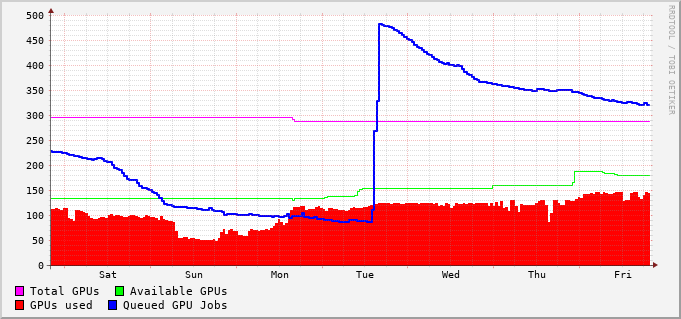 RRDTOOL / TOBI OETIKER
500
450
400
350
300
250
200
150
100
50
0
Sat Sun Mon Tue Wed Thu Fri
Total GPUs Available GPUs
GPUs used Queued GPU Jobs